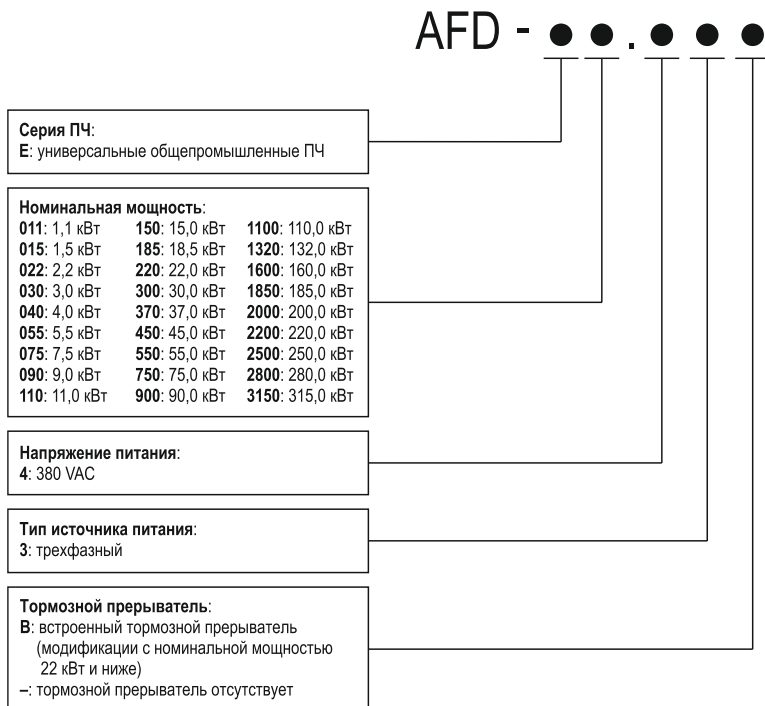 AFD - ●●.●●●
Серия ПЧ:
E: универсальные общепромышленные ПЧ
Номинальная мощность:
011: 1,1 кВт 150: 15,0 кВт 1100: 110,0 кВт
015: 1,5 кВт 185: 18,5 кВт 1320: 132,0 кВт
022: 2,2 кВт 220: 22,0 кВт 1600: 160,0 кВт
030: 3,0 кВт 300: 30,0 кВт 1850: 185,0 кВт
040: 4,0 кВт 370: 37,0 кВт 2000: 200,0 кВт
055: 5,5 кВт 450: 45,0 кВт 2200: 220,0 кВт
075: 7,5 кВт 550: 55,0 кВт 2500: 250,0 кВт
090: 9,0 кВт 750: 75,0 кВт 2800: 280,0 кВт
110: 11,0 кВт 900: 90,0 кВт 3150: 315,0 кВт
Напряжение питания:
4: 380 VAC
Тип источника питания:
3: трехфазный
Тормозной прерыватель:
B: встроенный тормозной прерыватель
(модификации с номинальной мощностью
22 кВт и ниже)
–: тормозной прерыватель отсутствует